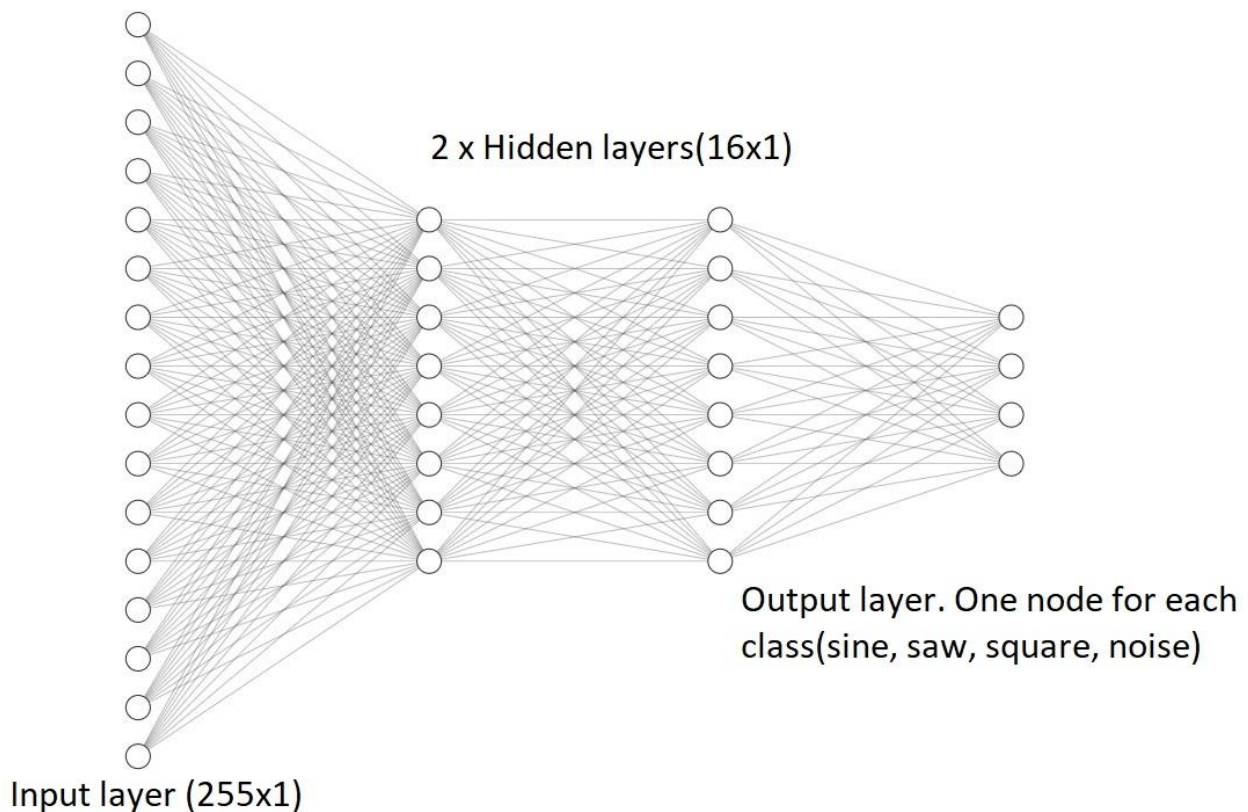 2 x Hidden layers(16x1)
Output layer. One node for each
class(sine, saw, square, noise)
Input layer (255x1)